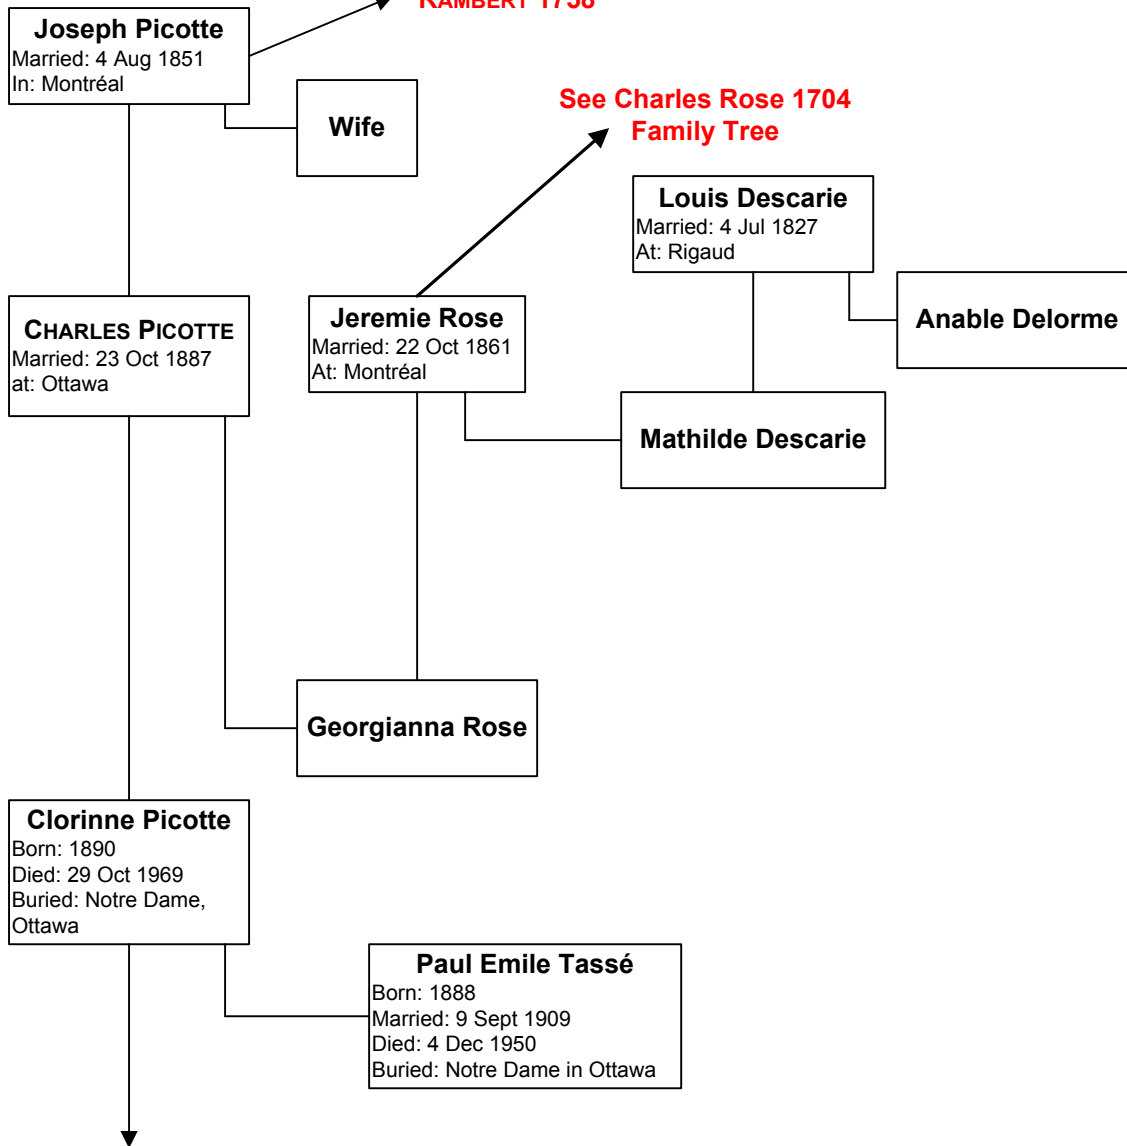 RAMBERT 1738
Joseph Picotte
Married: 4 Aug 1851
In: Montréal
Wife
See Charles Rose 1704
Family Tree
Louis Descarie
Married: 4 Jul 1827
At: Rigaud
Anable Delorme
CHARLES PICOTTE
Married: 23 Oct 1887
at: Ottawa
Jeremie Rose
Married: 22 Oct 1861
At: Montréal
Mathilde Descarie
Georgianna Rose
Clorinne Picotte
Born: 1890
Died: 29 Oct 1969
Buried: Notre Dame,
Ottawa
Paul Emile Tassé
Born: 1888
Married: 9 Sept 1909
Died: 4 Dec 1950
Buried: Notre Dame in Ottawa